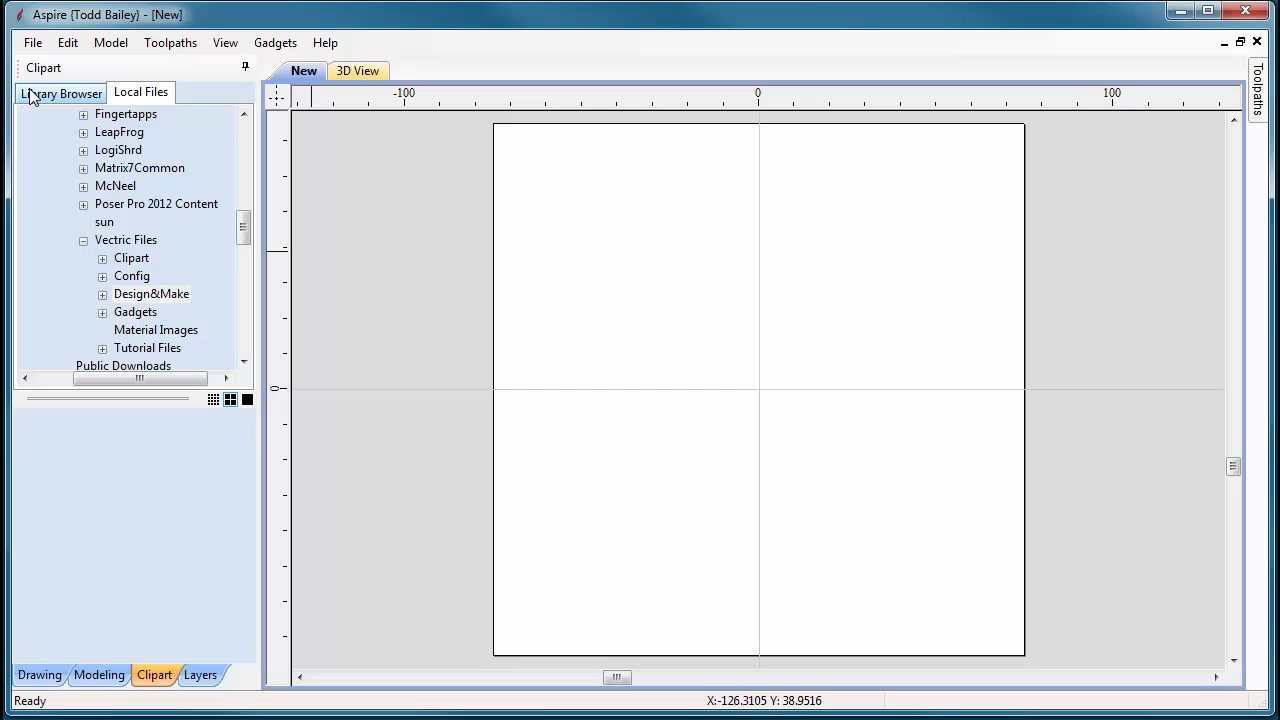 Aspire {Todd Bailey} - [New]
File Edit Model Toolpaths View Gadgets Help
Clipart
Library Browser Local Files
New 3D View
-100 0 100
0
Toolpaths
Fingertapps
LeapFrog
LogiShrd
Matrix7Common
McNeel
Poser Pro 2012 Content
sun
Vectric Files
Clipart
Config
Design&Make
Gadgets
Material Images
Tutorial Files
Public Downloads
Drawing Modeling Clipart Layers
Ready X:-126.3105 Y: 38.9516